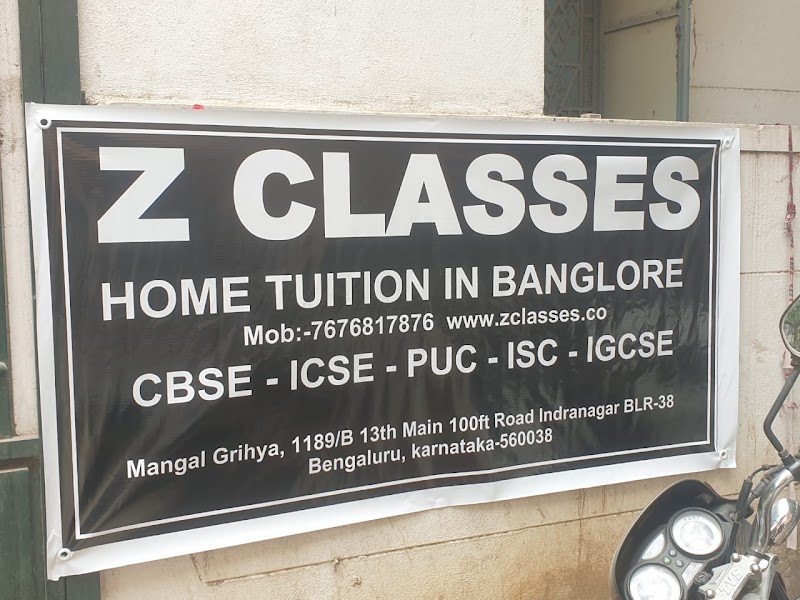 Z CLASSES
HOME TUITION IN BANGLORE
Mob:-7676817876 www.zclasses.co
CBSE - ICSE - PUC - ISC - IGCSE
Mangal Grihya, 1189/B 13th Main 100ft Road Indranagar BLR-38
Bengaluru, karnataka-560038